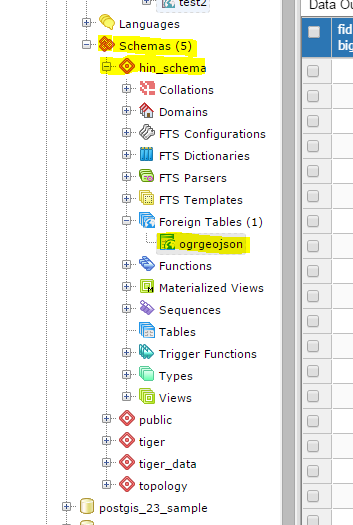 test2
Data Ou
Languages
fid
big
Schemas (5)
hin_schema
Collations
Domains
FTS Configurations
FTS Dictionaries
FTS Parsers
FTS Templates
Foreign Tables (1)
ogrgeojson
Functions
Materialized Views
Sequences
Tables
Trigger Functions
Types
Views
public
tiger
tiger_data
topology
postgis_23_sample